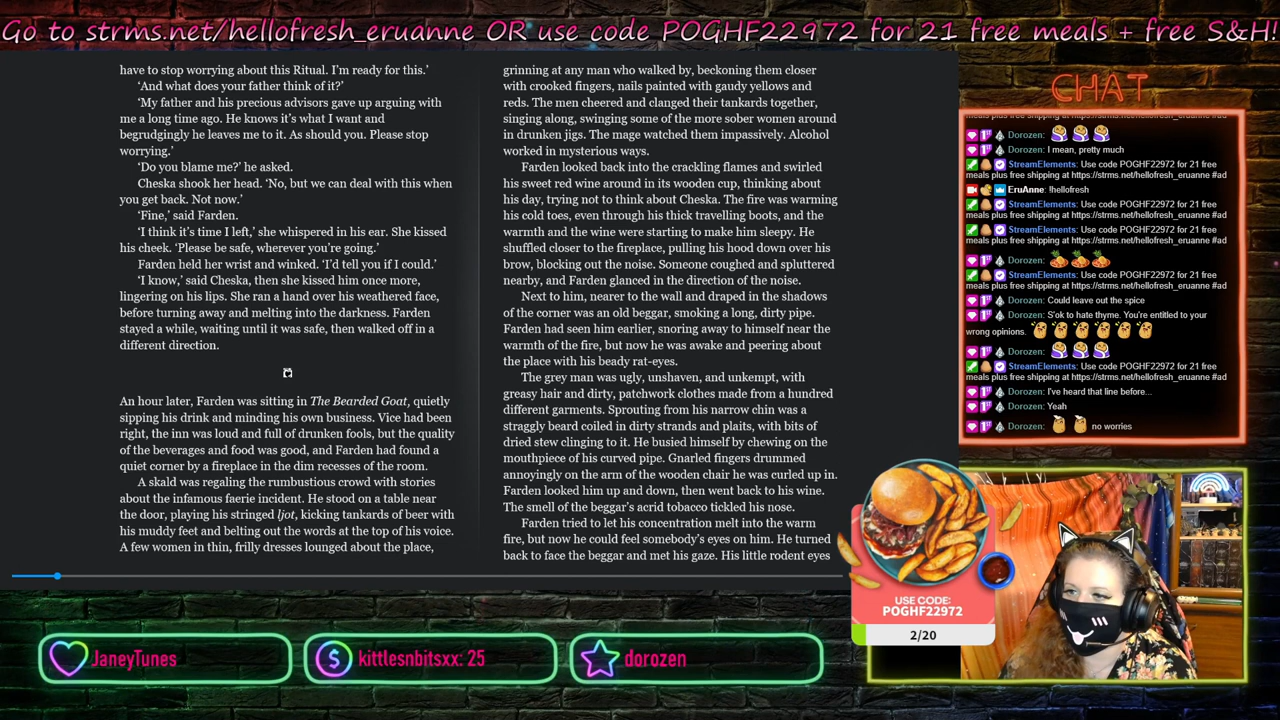 Go to strms.net/hellofresh_eruanne OR use code POGHF22972 for 21 free meals + free S&H!
have to stop worrying about this Ritual. I'm ready for this.'
'And what does your father think of it?'
'My father and his precious advisors gave up arguing with
me a long time ago. He knows it's what I want and
begrudgingly he leaves me to it. As should you. Please stop
worrying.'
'Do you blame me?' he asked.
Cheska shook her head. 'No, but we can deal with this when
you get back. Not now.'
'Fine,' said Farden.
'I think it's time I left,' she whispered in his ear. She kissed
his cheek. 'Please be safe, wherever you're going.'
Farden held her wrist and winked. 'I'd tell you if I could.'
'I know,' said Cheska, then she kissed him once more,
lingering on his lips. She ran a hand over his weathered face,
before turning away and melting into the darkness. Farden
stayed a while, waiting until it was safe, then walked off in a
different direction.
An hour later, Farden was sitting in The Bearded Goat, quietly
sipping his drink and minding his own business. Vice had been
right, the inn was loud and full of drunken fools, but the quality
of the beverages and food was good, and Farden had found a
quiet corner by a fireplace in the dim recesses of the room.
A skald was regaling the rumbustious crowd with stories
about the infamous faerie incident. He stood on a table near
the door, playing his stringed ljot, kicking tankards of beer with
his muddy feet and belting out the words at the top of his voice.
A few women in thin, frilly dresses lounged about the place,
grinning at any man who walked by, beckoning them closer
with crooked fingers, nails painted with gaudy yellows and
reds. The men cheered and clanged their tankards together,
singing along, swinging some of the more sober women around
in drunken jigs. The mage watched them impassively. Alcohol
worked in mysterious ways.
Farden looked back into the crackling flames and swirled
his sweet red wine around in its wooden cup, thinking about
his day, trying not to think about Cheska. The fire was warming
his cold toes, even through his thick travelling boots, and the
warmth and the wine were starting to make him sleepy. He
shuffled closer to the fireplace, pulling his hood down over his
brow, blocking out the noise. Someone coughed and spluttered
nearby, and Farden glanced in the direction of the noise.
Next to him, nearer to the wall and draped in the shadows
of the corner was an old beggar, smoking a long, dirty pipe.
Farden had seen him earlier, snoring away to himself near the
warmth of the fire, but now he was awake and peering about
the place with his beady rat-eyes.
The grey man was ugly, unshaven, and unkempt, with
greasy hair and dirty, patchwork clothes made from a hundred
different garments. Sprouting from his narrow chin was a
straggly beard coiled in dirty strands and plaits, with bits of
dried stew clinging to it. He busied himself by chewing on the
mouthpiece of his curved pipe. Gnarled fingers drummed
annoyingly on the arm of the wooden chair he was curled up in.
Farden looked him up and down, then went back to his wine.
The smell of the beggar's acrid tobacco tickled his nose.
Farden tried to let his concentration melt into the warm
fire, but now he could feel somebody's eyes on him. He turned
back to face the beggar and met his gaze. His little rodent eyes
CHAT
meals plus free shipping at https://strms.net/hellofresh_eruanne #ad
Dorozen:
Dorozen: I mean, pretty much
StreamElements: Use code POGHF22972 for 21 free
meals plus free shipping at https://strms.net/hellofresh_eruanne #ad
EruAnne: !hellofresh
StreamElements: Use code POGHF22972 for 21 free
meals plus free shipping at https://strms.net/hellofresh_eruanne #ad
StreamElements: Use code POGHF22972 for 21 free
meals plus free shipping at https://strms.net/hellofresh_eruanne #ad
Dorozen:
StreamElements: Use code POGHF22972 for 21 free
meals plus free shipping at https://strms.net/hellofresh_eruanne #ad
Dorozen: Could leave out the spice
Dorozen: S'ok to hate thyme. You're entitled to your
wrong opinions.
Dorozen:
StreamElements: Use code POGHF22972 for 21 free
meals plus free shipping at https://strms.net/hellofresh_eruanne #ad
Dorozen: I've heard that line before...
Dorozen: Yeah
Dorozen: no worries
USE CODE:
POGHF22972
2/20
JaneyTunes
kittlesnbitsxx: 25
dorozen